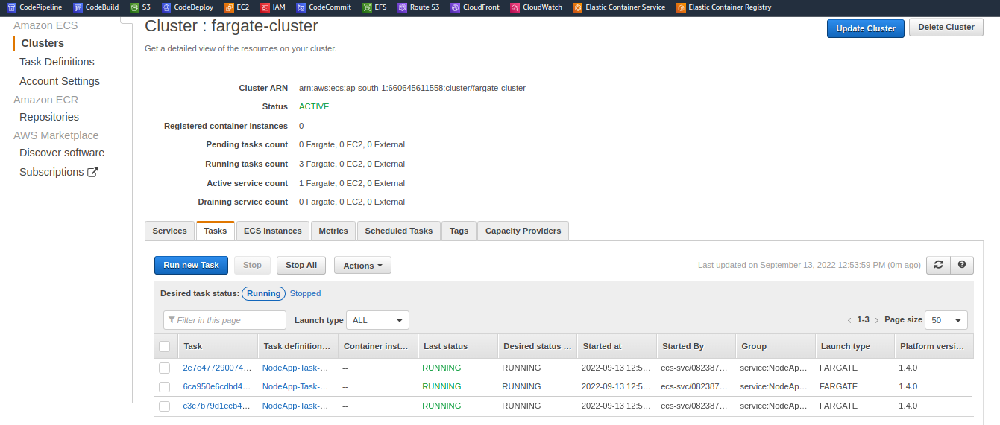 CodePipeline CodeBuild S3 CodeDeploy EC2 IAM CodeCommit EFS Route 53 CloudFront CloudWatch Elastic Container Service Elastic Container Registry
Amazon ECS
Clusters
Task Definitions
Account Settings
Amazon ECR
Repositories
AWS Marketplace
Discover software
Subscriptions
Cluster : fargate-cluster
Update Cluster Delete Cluster
Get a detailed view of the resources on your cluster.
Cluster ARN arn:aws:ecs:ap-south-1:660645611558:cluster/fargate-cluster
Status ACTIVE
Registered container instances 0
Pending tasks count 0 Fargate, 0 EC2, 0 External
Running tasks count 3 Fargate, 0 EC2, 0 External
Active service count 1 Fargate, 0 EC2, 0 External
Draining service count 0 Fargate, 0 EC2, 0 External
Services Tasks ECS Instances Metrics Scheduled Tasks Tags Capacity Providers
Run new Task Stop Stop All Actions Last updated on September 13, 2022 12:53:59 PM (0m ago)
Desired task status: Running Stopped
Filter in this page Launch type ALL < 1-3 > Page size 50
Task Task definition… Container inst… Last status Desired status … Started at Started By Group Launch type Platform versi…
2e7e477290074… NodeApp-Task-… -- RUNNING RUNNING 2022-09-13 12:5… ecs-svc/082387… service:NodeAp… FARGATE 1.4.0
6ca950e6cdbd4… NodeApp-Task-… -- RUNNING RUNNING 2022-09-13 12:5… ecs-svc/082387… service:NodeAp… FARGATE 1.4.0
c3c7b79d1ecb4… NodeApp-Task-… -- RUNNING RUNNING 2022-09-13 12:5… ecs-svc/082387… service:NodeAp… FARGATE 1.4.0